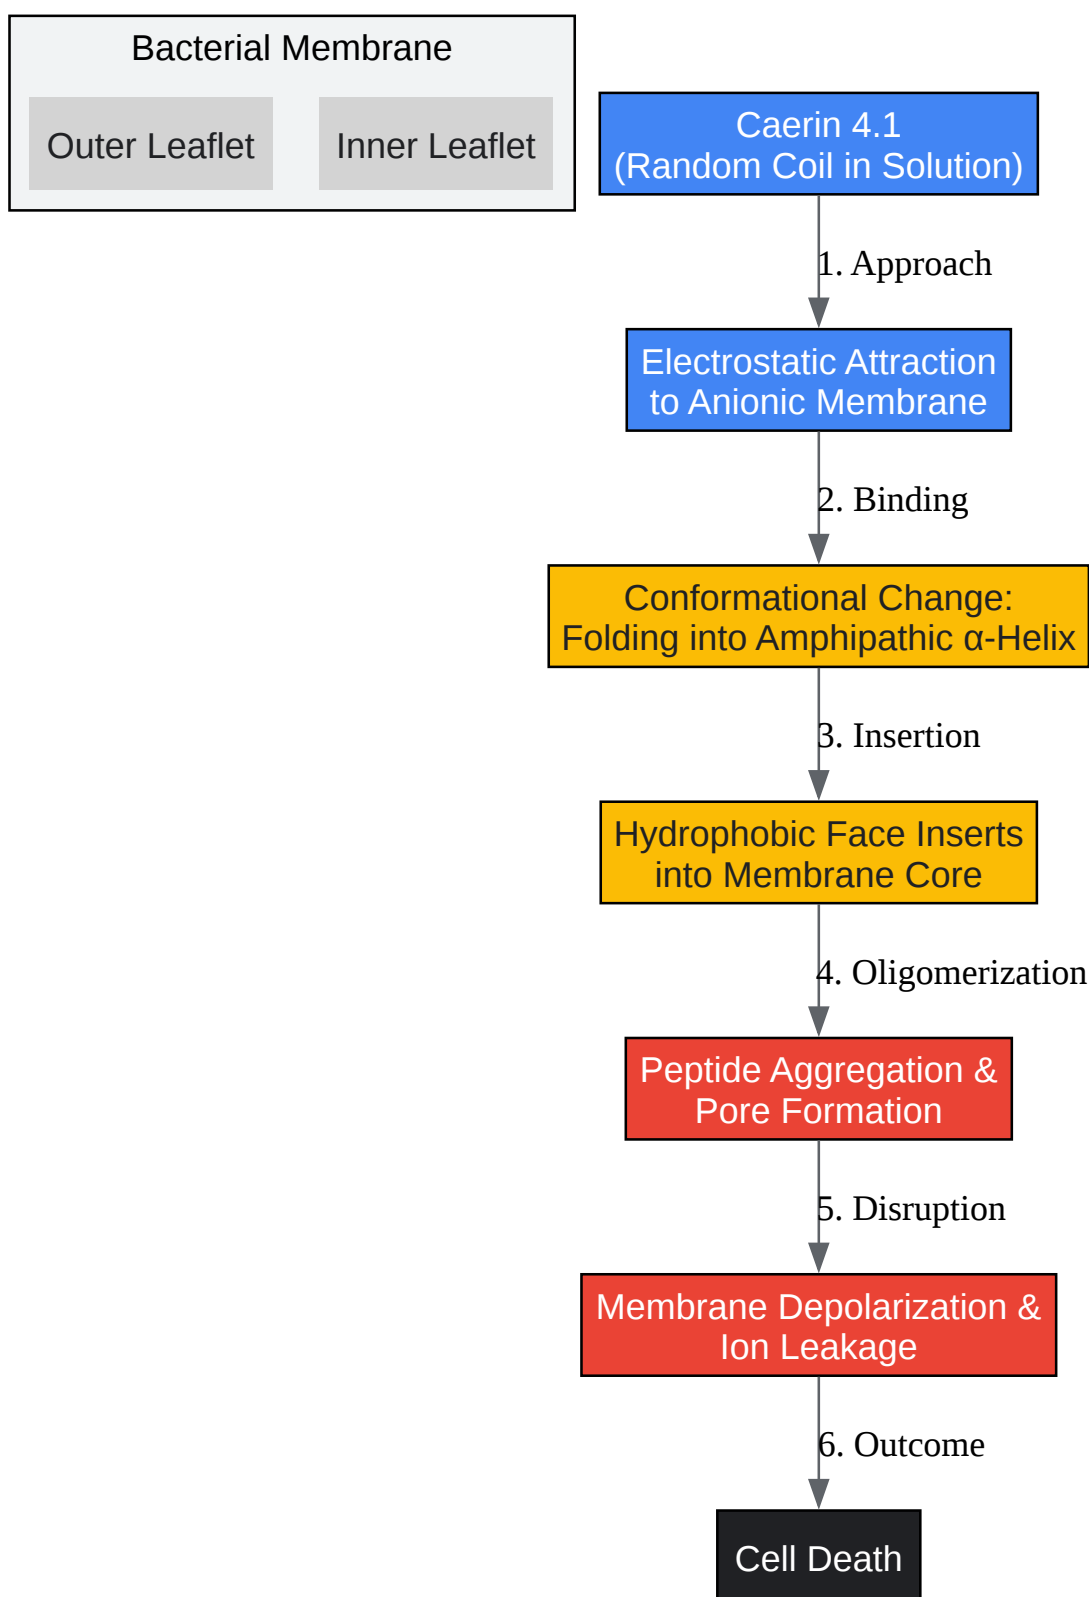 Bacterial Membrane
Outer Leaflet
Inner Leaflet
Caerin 4.1
(Random Coil in Solution)
1. Approach
Electrostatic Attraction
to Anionic Membrane
2. Binding
Conformational Change:
Folding into Amphipathic α-Helix
3. Insertion
Hydrophobic Face Inserts
into Membrane Core
4. Oligomerization
Peptide Aggregation &
Pore Formation
5. Disruption
Membrane Depolarization &
Ion Leakage
6. Outcome
Cell Death